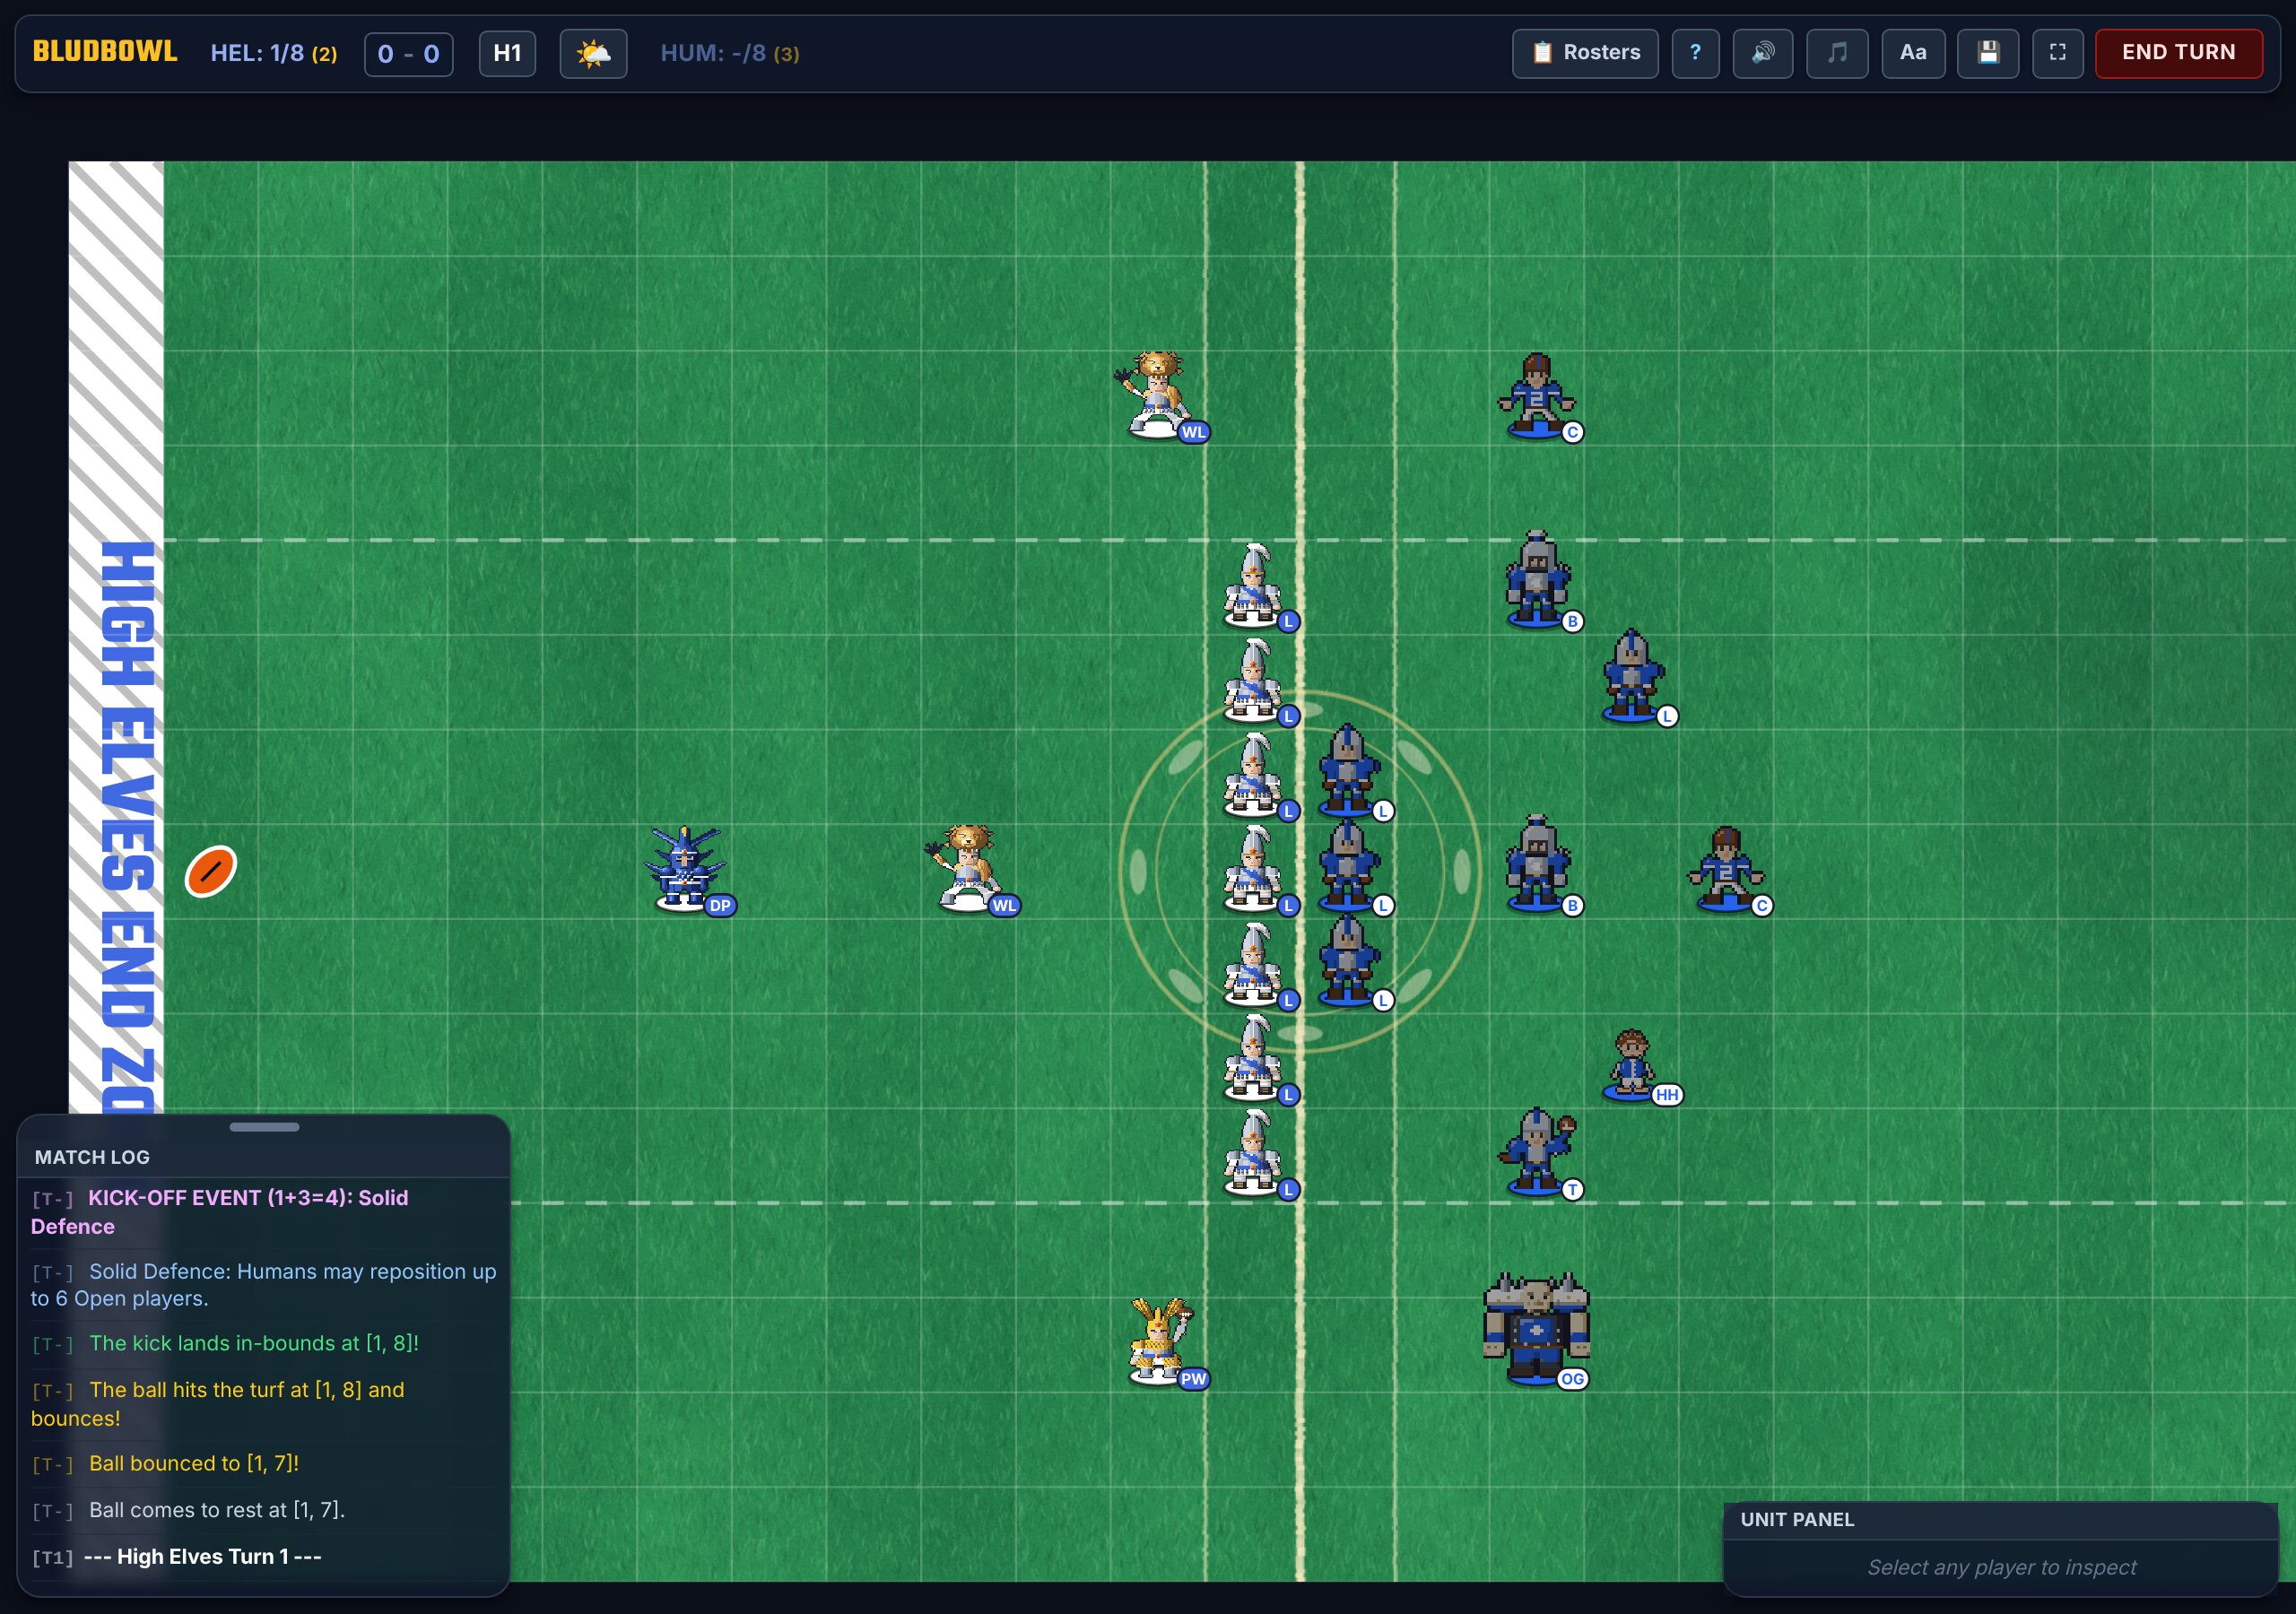 BLUDBOWL
HEL: 1/8 (2)
0 - 0
H1
HUM: -/8 (3)
Rosters
?
Aa
END TURN
HIGH ELVES END ZO
WL
C
L
B
L
L
L
L
DP
WL
L
L
B
C
L
L
L
HH
L
T
PW
OG
MATCH LOG
[T-] KICK-OFF EVENT (1+3=4): Solid
Defence
[T-] Solid Defence: Humans may reposition up
to 6 Open players.
[T-] The kick lands in-bounds at [1, 8]!
[T-] The ball hits the turf at [1, 8] and
bounces!
[T-] Ball bounced to [1, 7]!
[T-] Ball comes to rest at [1, 7].
[T1] --- High Elves Turn 1 ---
UNIT PANEL
Select any player to inspect